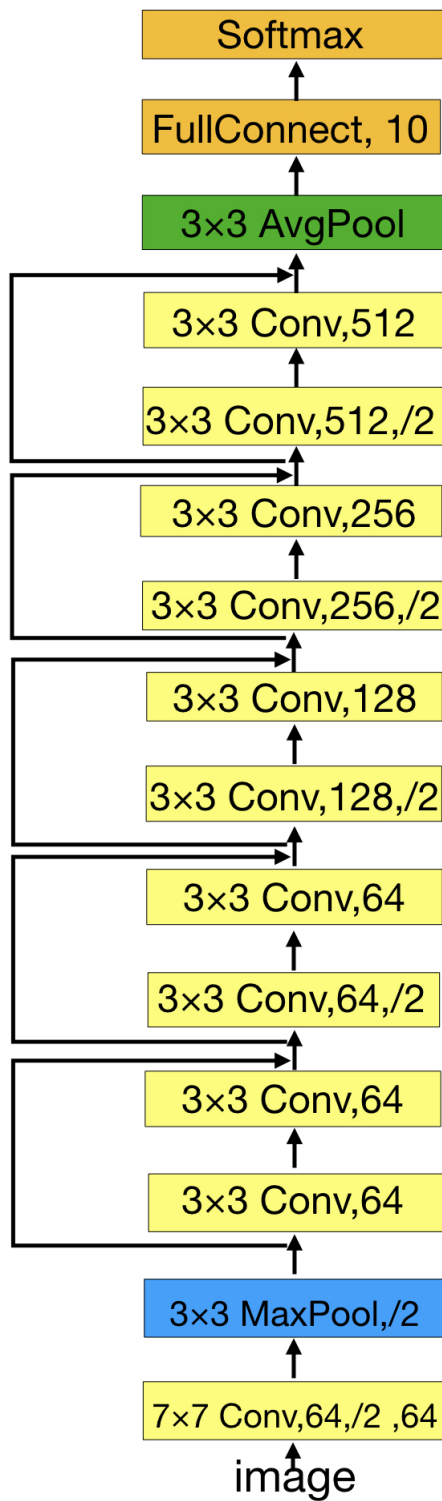 Softmax
FullConnect, 10
3×3 AvgPool
3×3 Conv,512
3×3 Conv,512,/2
3×3 Conv,256
3×3 Conv,256,/2
3×3 Conv,128
3×3 Conv,128,/2
3×3 Conv,64
3×3 Conv,64,/2
3×3 Conv,64
3×3 Conv,64
3×3 MaxPool,/2
7×7 Conv,64,/2 ,64
image